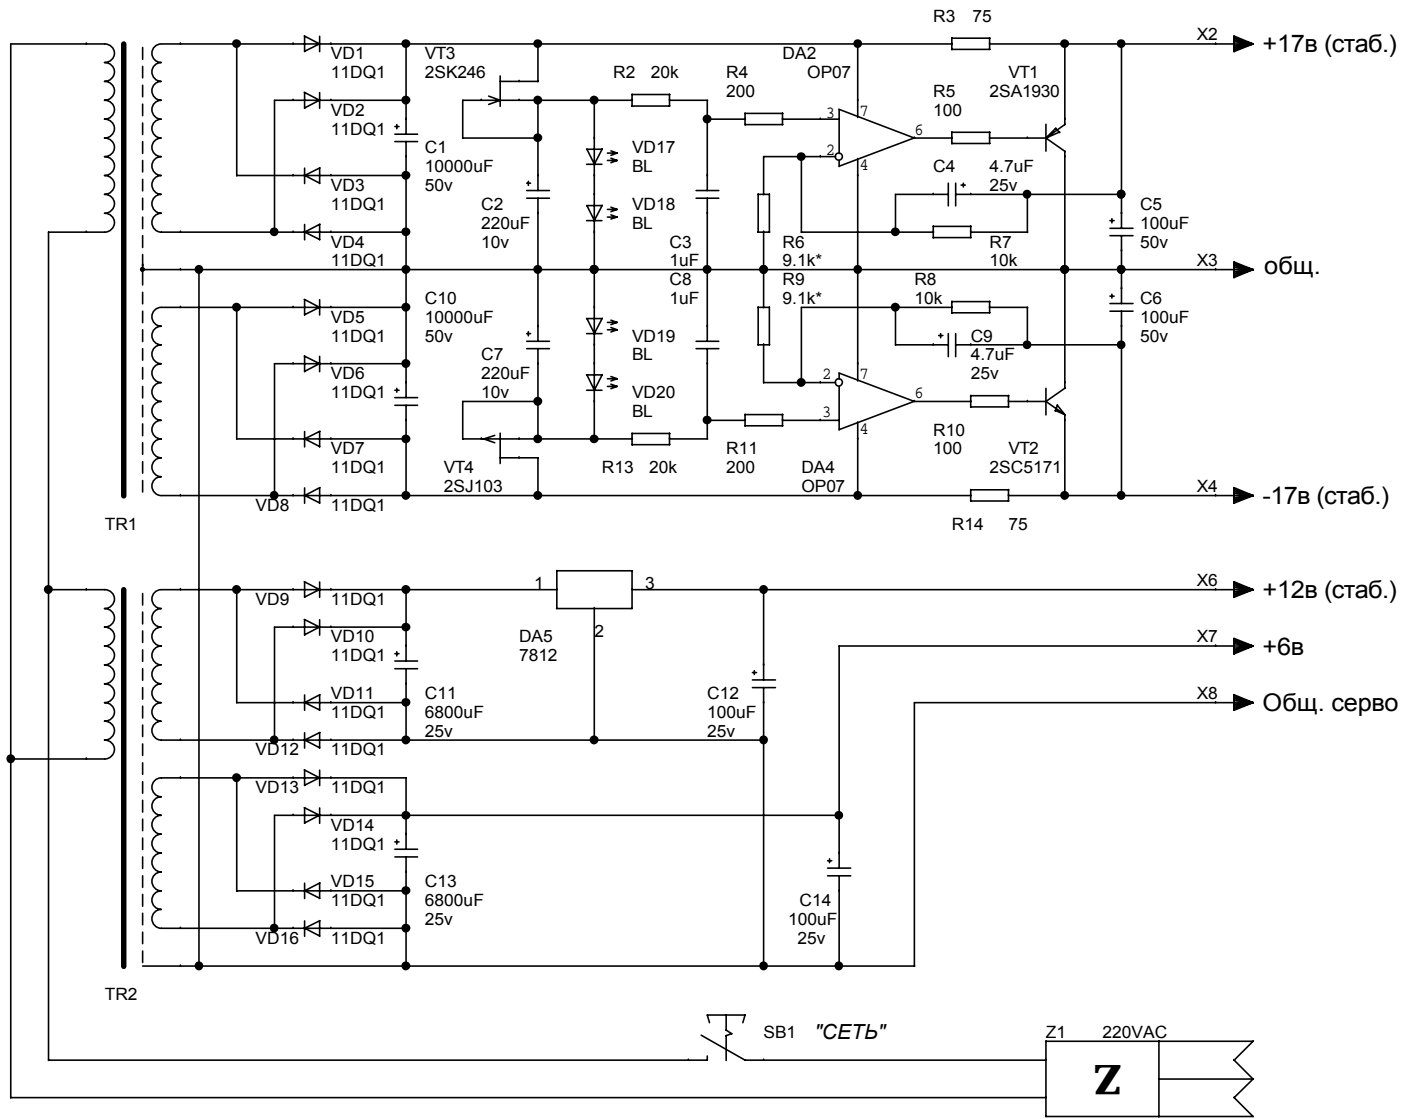 R3 75
X2
+17в (стаб.)
VD1
11DQ1
VT3
2SK246
DA2
OP07
VT1
2SA1930
R2 20k
R4
200
R5
100
VD2
11DQ1
3
7
6
2
4
+
C1
10000uF
50v
VD17
BL
C4
+
4.7uF
25v
VD3
11DQ1
+
C2
220uF
10v
VD18
BL
C5
100uF
50v
+
VD4
11DQ1
C3
1uF
R6
9.1k*
R7
10k
X3
общ.
C10
10000uF
50v
C8
1uF
R9
9.1k*
R8
10k
+
C6
100uF
50v
VD5
11DQ1
VD19
BL
+
C9
4.7uF
25v
+
C7
220uF
10v
VD6
11DQ1
+
VD20
BL
2
7
6
3
4
VD7
11DQ1
VT4
2SJ103
R13 20k
R11
200
DA4
OP07
R10
100
VT2
2SC5171
VD8
11DQ1
X4
-17в (стаб.)
TR1
R14 75
VD9
11DQ1
1
3
2
X6
+12в (стаб.)
VD10
11DQ1
DA5
7812
X7
+6в
+
VD11
11DQ1
C11
6800uF
25v
C12
100uF
25v
+
X8
Общ. серво
VD12
11DQ1
VD13
11DQ1
VD14
11DQ1
+
VD15
11DQ1
C13
6800uF
25v
+
C14
100uF
25v
VD16
11DQ1
TR2
SB1 "СЕТЬ"
Z1 220VAC
Z